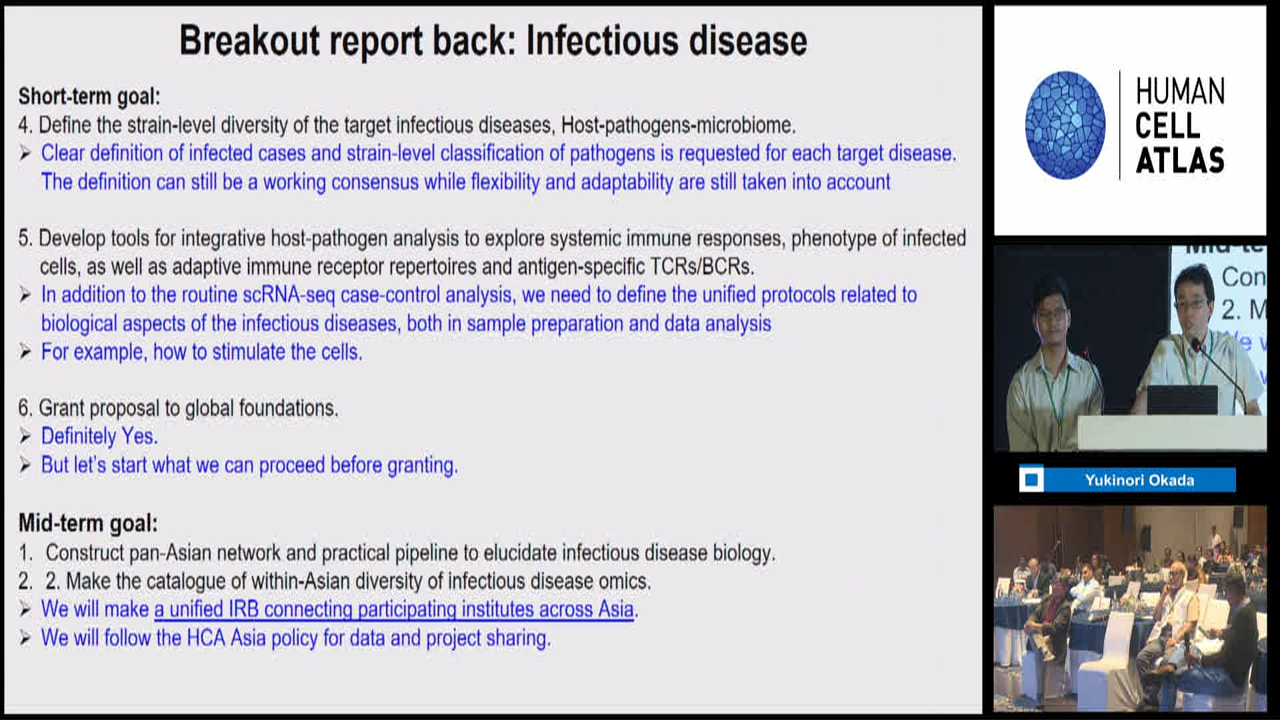 Breakout report back: Infectious disease
Short-term goal:
4. Define the strain-level diversity of the target infectious diseases, Host-pathogens-microbiome.
➢ Clear definition of infected cases and strain-level classification of pathogens is requested for each target disease.
The definition can still be a working consensus while flexibility and adaptability are still taken into account
5. Develop tools for integrative host-pathogen analysis to explore systemic immune responses, phenotype of infected
cells, as well as adaptive immune receptor repertoires and antigen-specific TCRs/BCRs.
➢ In addition to the routine scRNA-seq case-control analysis, we need to define the unified protocols related to
biological aspects of the infectious diseases, both in sample preparation and data analysis
➢ For example, how to stimulate the cells.
6. Grant proposal to global foundations.
➢ Definitely Yes.
➢ But let's start what we can proceed before granting.
Mid-term goal:
1. Construct pan-Asian network and practical pipeline to elucidate infectious disease biology.
2. 2. Make the catalogue of within-Asian diversity of infectious disease omics.
➢ We will make a unified IRB connecting participating institutes across Asia.
➢ We will follow the HCA Asia policy for data and project sharing.
HUMAN
CELL
ATLAS
Con
2. M
Yukinori Okada